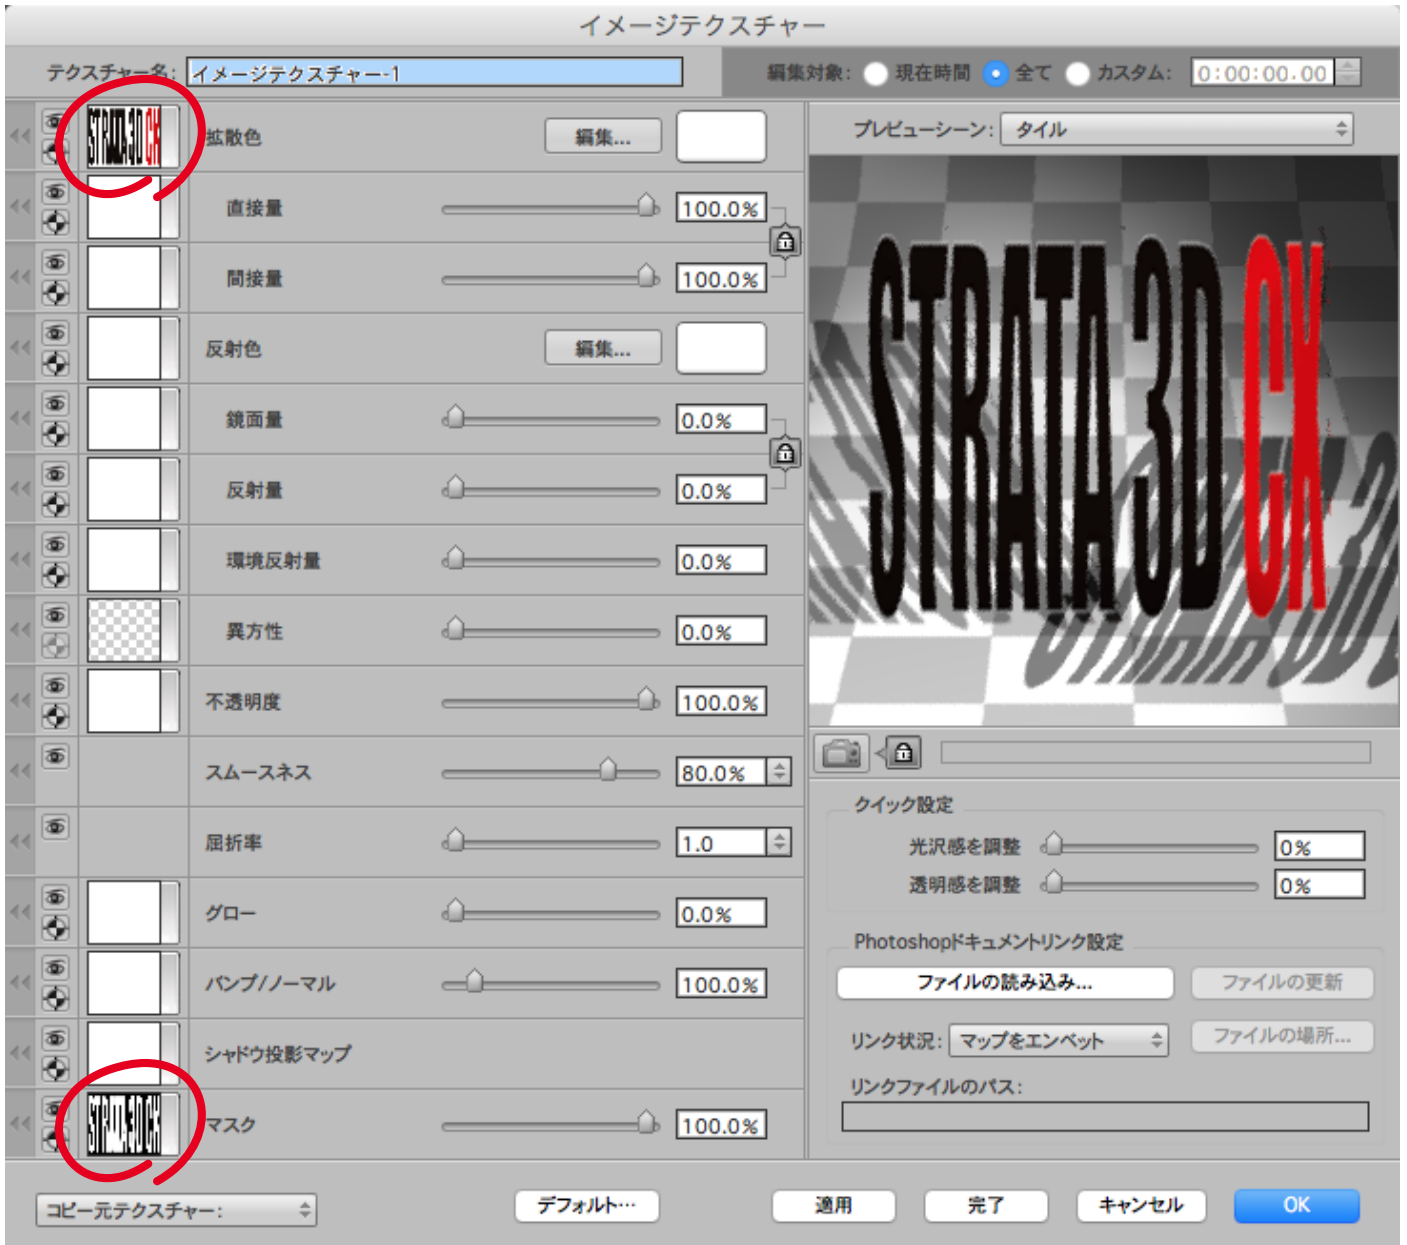 イメージテクスチャー
テクスチャー名: イメージテクスチャー-1
編集対象: 現在時間 全て カスタム: 0:00:00.00
STRATA 3D CX
拡散色 編集...
直接量 100.0%
間接量 100.0%
反射色 編集...
鏡面量 0.0%
反射量 0.0%
環境反射量 0.0%
異方性 0.0%
不透明度 100.0%
スムースネス 80.0%
屈折率 1.0
グロー 0.0%
バンプ/ノーマル 100.0%
シャドウ投影マップ
STRATA 3D CX
マスク 100.0%
プレビューシーン: タイル
STRATA 3D CX
クイック設定
光沢感を調整 0%
透明感を調整 0%
Photoshopドキュメントリンク設定
ファイルの読み込み... ファイルの更新
リンク状況: マップをエンベット ファイルの場所...
リンクファイルのパス:
コピー元テクスチャー: デフォルト… 適用 完了 キャンセル OK